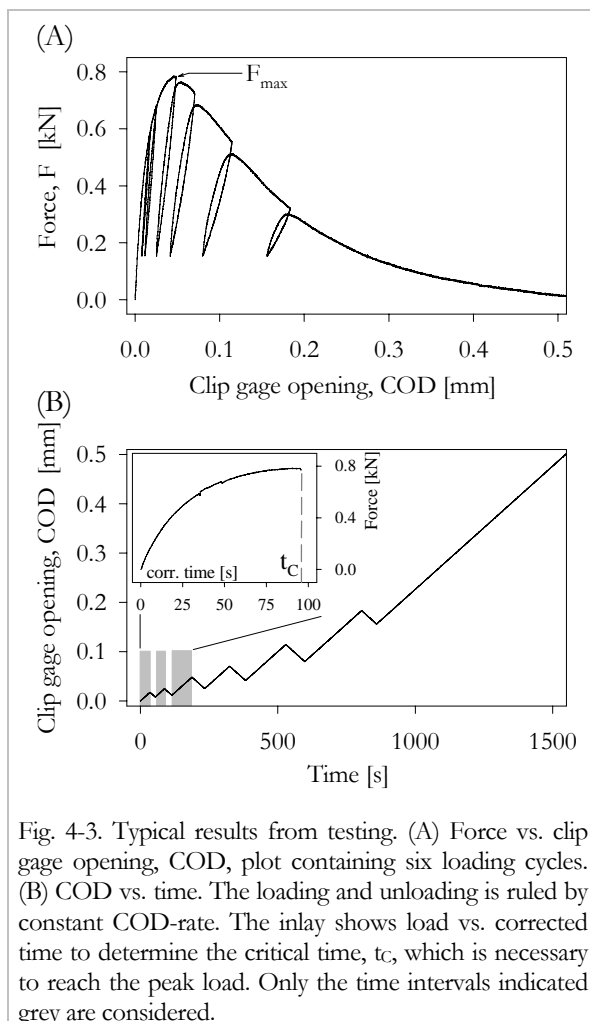 (A)
0.8
0.6
0.4
0.2
0.0
Force, F [kN]
Fmax
0.0 0.1 0.2 0.3 0.4 0.5
Clip gage opening, COD [mm]
(B)
0.5
0.4
0.3
0.2
0.1
0.0
Clip gage opening, COD [mm]
0.8
0.4
0.0
Force [kN]
corr. time [s]
tC
0 25 50 75 100
0 500 1000 1500
Time [s]
Fig. 4-3. Typical results from testing. (A) Force vs. clip
gage opening, COD, plot containing six loading cycles.
(B) COD vs. time. The loading and unloading is ruled by
constant COD-rate. The inlay shows load vs. corrected
time to determine the critical time, tC, which is necessary
to reach the peak load. Only the time intervals indicated
grey are considered.